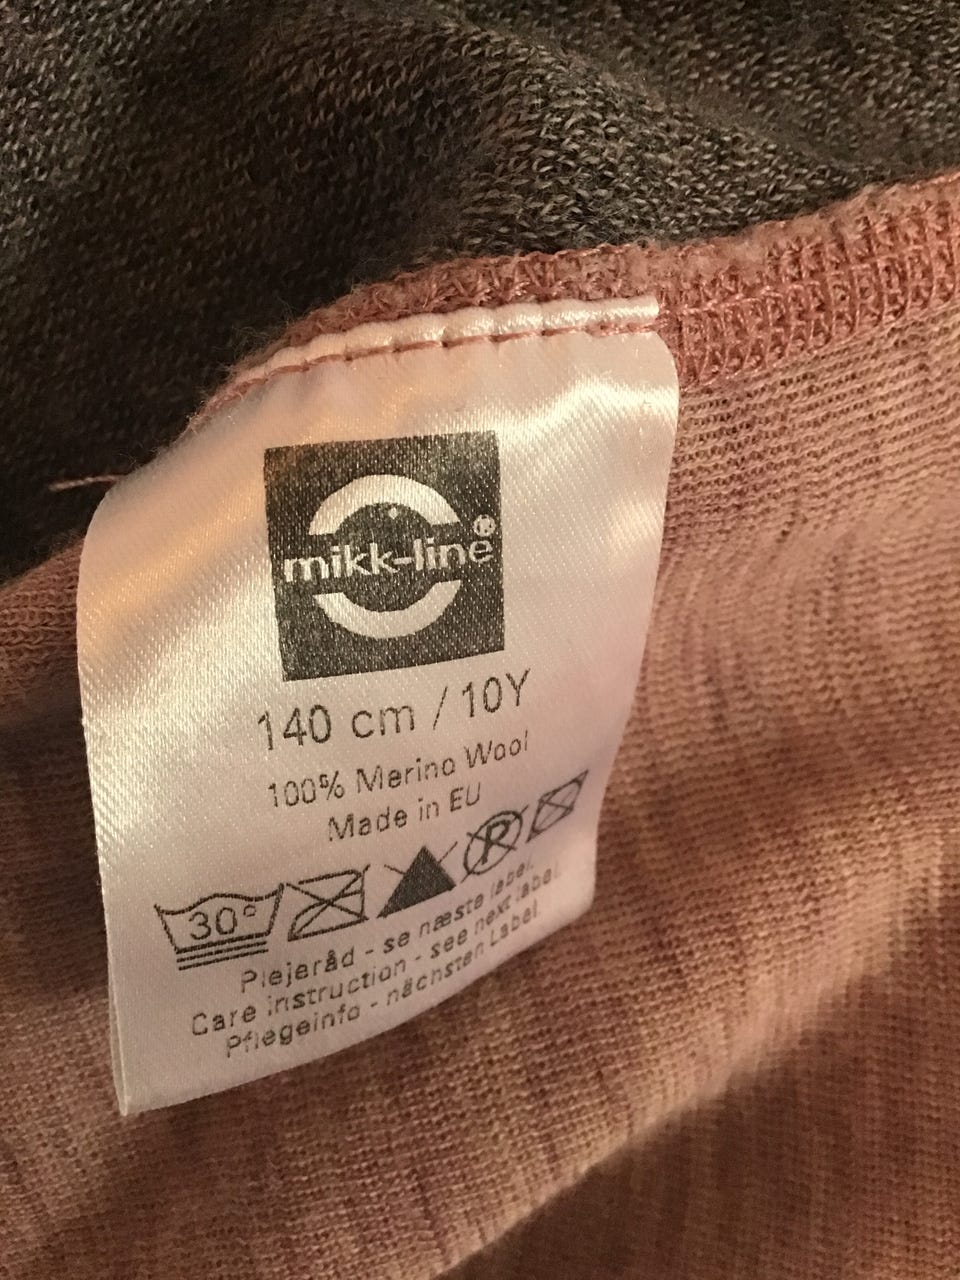 mikk-line®
140 cm / 10Y
100% Merino Wool
Made in EU
30°
P
Plejeråd - se næste label.
Care instruction - see next label.
Pflegeinfo - nächsten Label.